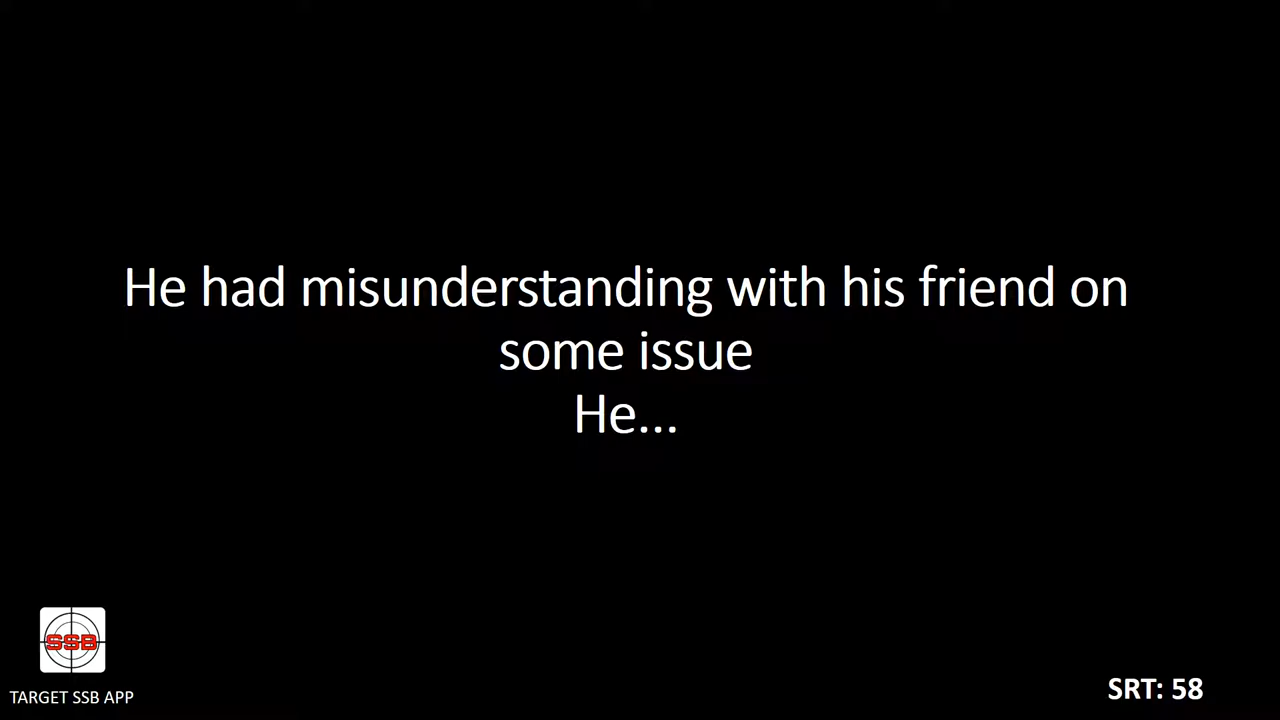 He had misunderstanding with his friend on
some issue
He...
SSB
TARGET SSB APP
SRT: 58